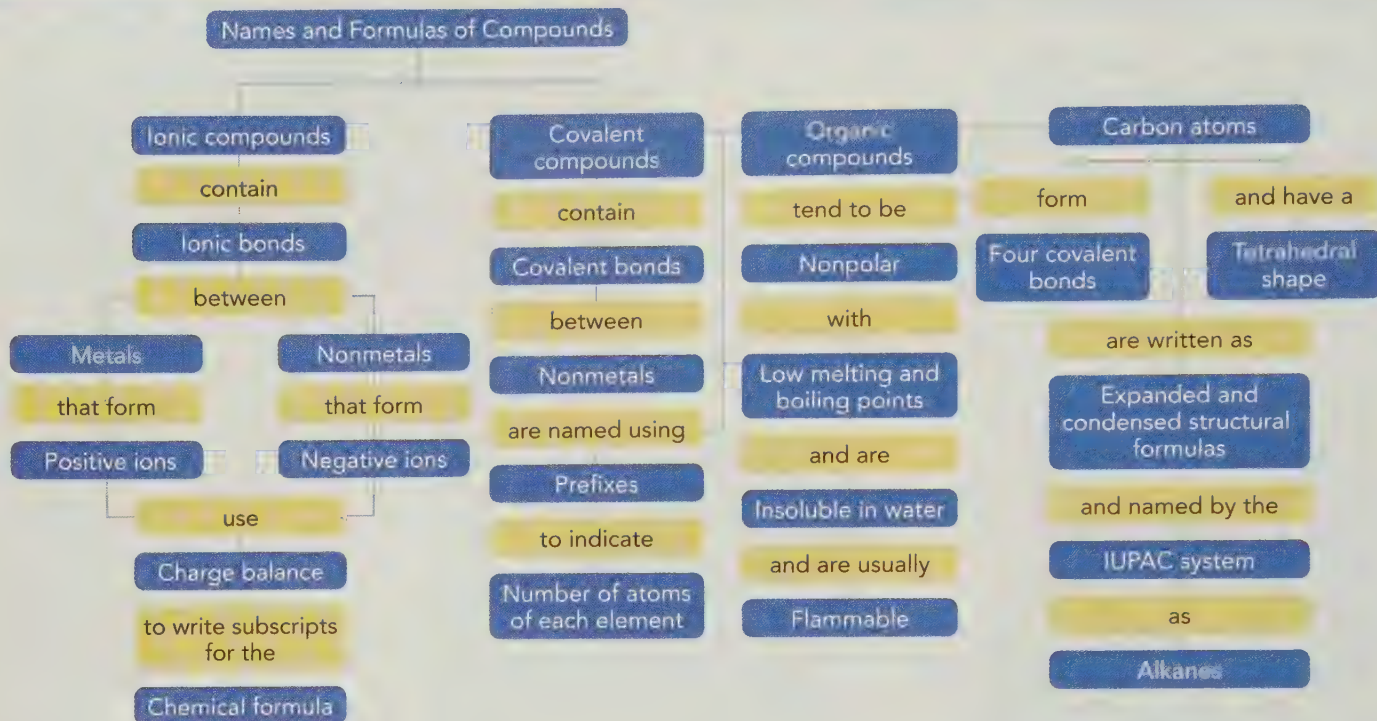 Names and Formulas of Compounds
Ionic compounds
contain
Ionic bonds
between
Metals
Nonmetals
that form
that form
Positive ions
Negative ions
use
Charge balance
to write subscripts
for the
Chemical formula
Covalent
compounds
contain
Covalent bonds
between
Nonmetals
are named using
Prefixes
to indicate
Number of atoms
of each element
Organic
compounds
tend to be
Nonpolar
with
Low melting and
boiling points
and are
Insoluble in water
and are usually
Flammable
Carbon atoms
form
and have a
Four covalent
bonds
Tetrahedral
shape
are written as
Expanded and
condensed structural
formulas
and named by the
IUPAC system
as
Alkanes